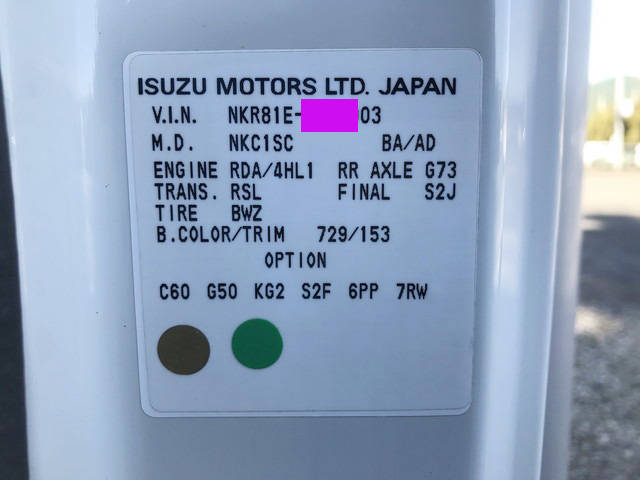 ISUZU MOTORS LTD. JAPAN
V.I.N. NKR81E- 03
M.D. NKC1SC BA/AD
ENGINE RDA/4HL1 RR AXLE G73
TRANS. RSL FINAL S2J
TIRE BWZ
B.COLOR/TRIM 729/153
OPTION
C60 G50 KG2 S2F 6PP 7RW